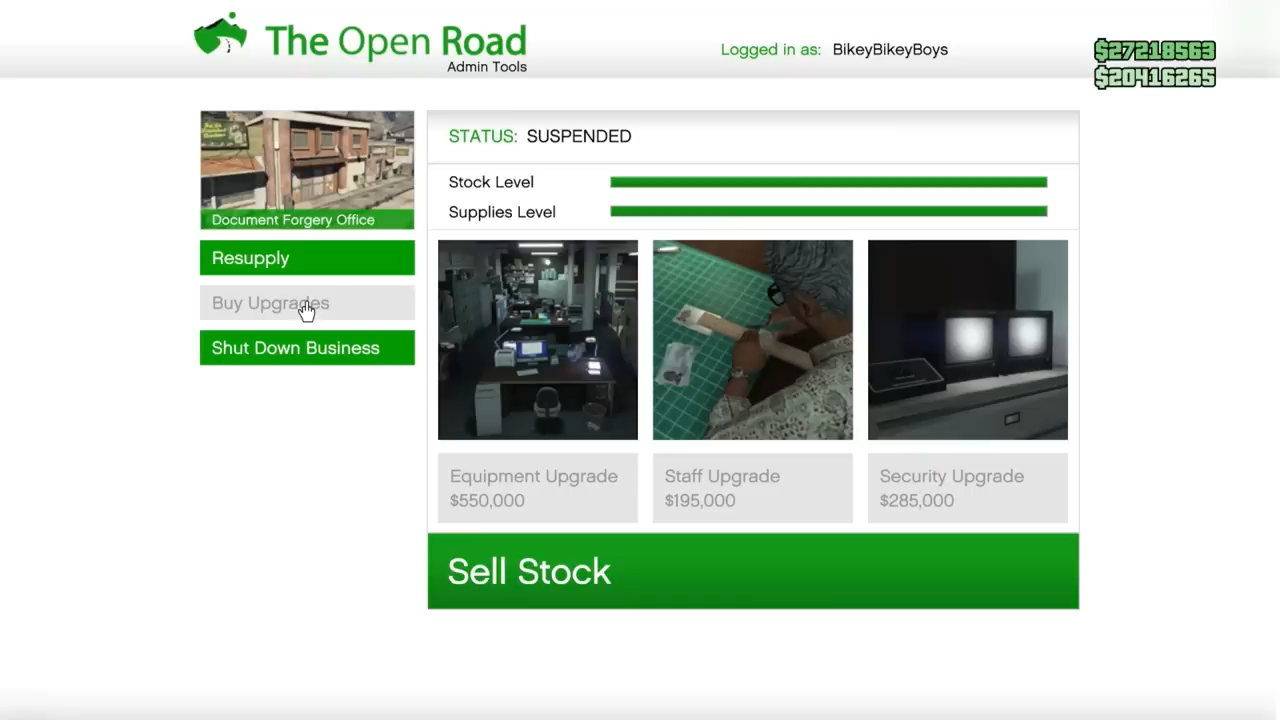 The Open Road
Admin Tools
Logged in as: BikeyBikeyBoys
$27218563
$20416265
Document Forgery Office
Resupply
Buy Upgrades
Shut Down Business
STATUS: SUSPENDED
Stock Level
Supplies Level
Equipment Upgrade
$550,000
Staff Upgrade
$195,000
Security Upgrade
$285,000
Sell Stock